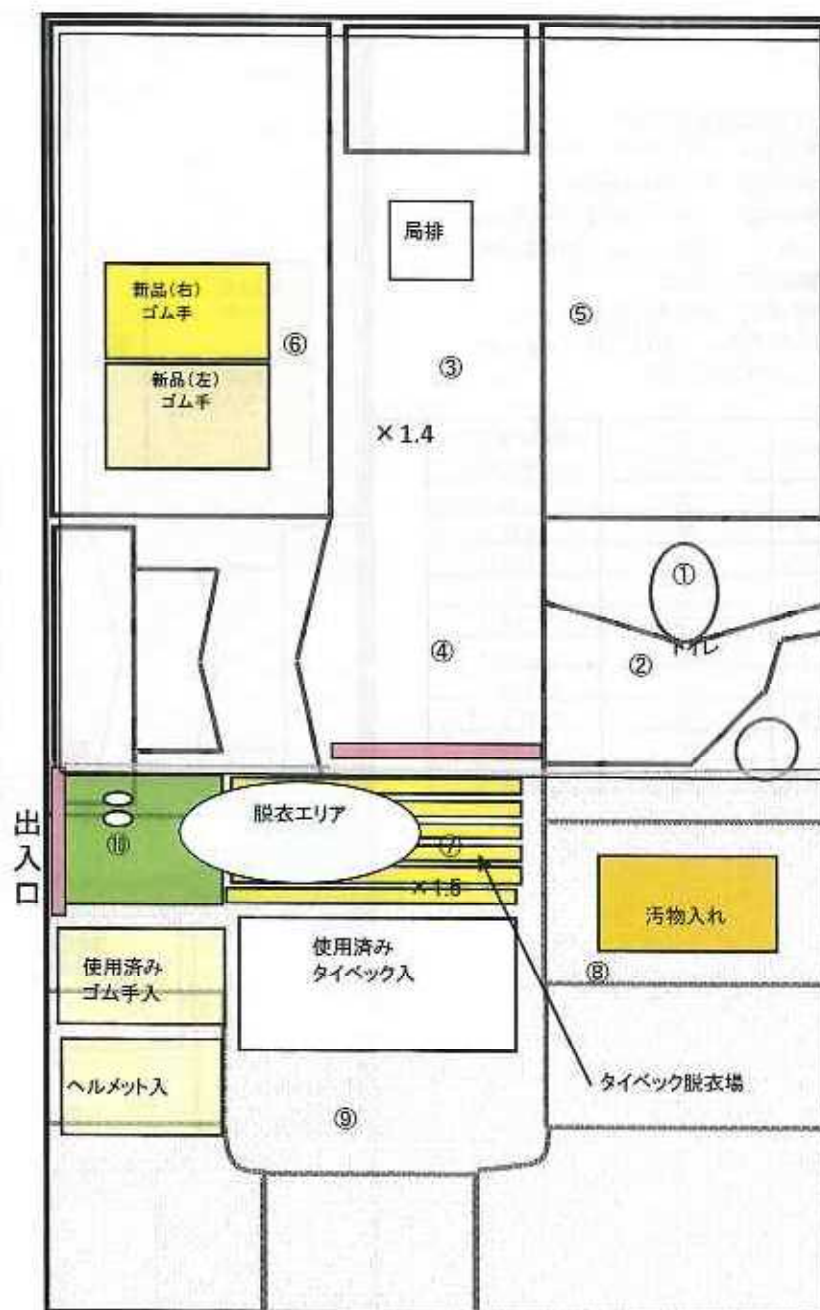 局排
新品(右)
ゴム手
⑥
⑤
新品(左)
ゴム手
③
×1.4
①
④
②
トイレ
出入口
脱衣エリア
⑩
⑦
×1.5
汚物入れ
使用済み
ゴム手入
使用済み
タイベック入
⑧
ヘルメット入
タイベック脱衣場
⑨